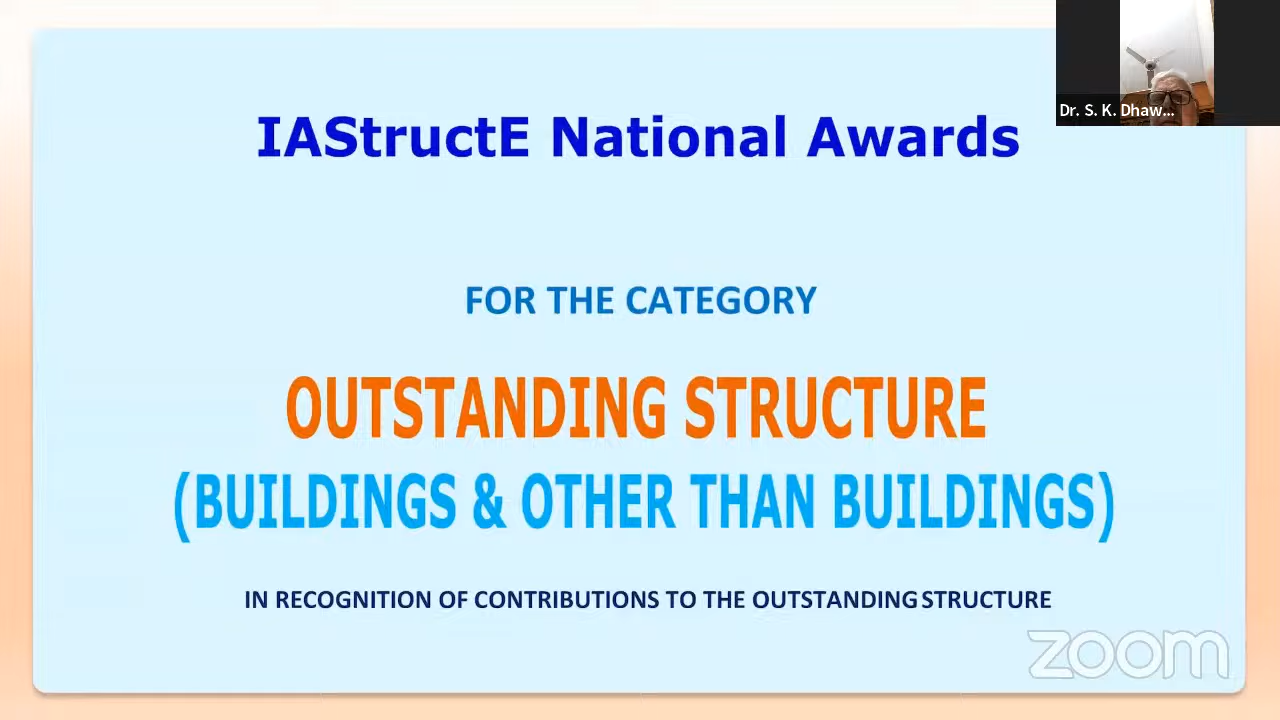 IAStructE National Awards
Dr. S. K. Dhaw...
FOR THE CATEGORY
OUTSTANDING STRUCTURE
(BUILDINGS & OTHER THAN BUILDINGS)
IN RECOGNITION OF CONTRIBUTIONS TO THE OUTSTANDING STRUCTURE
zoom